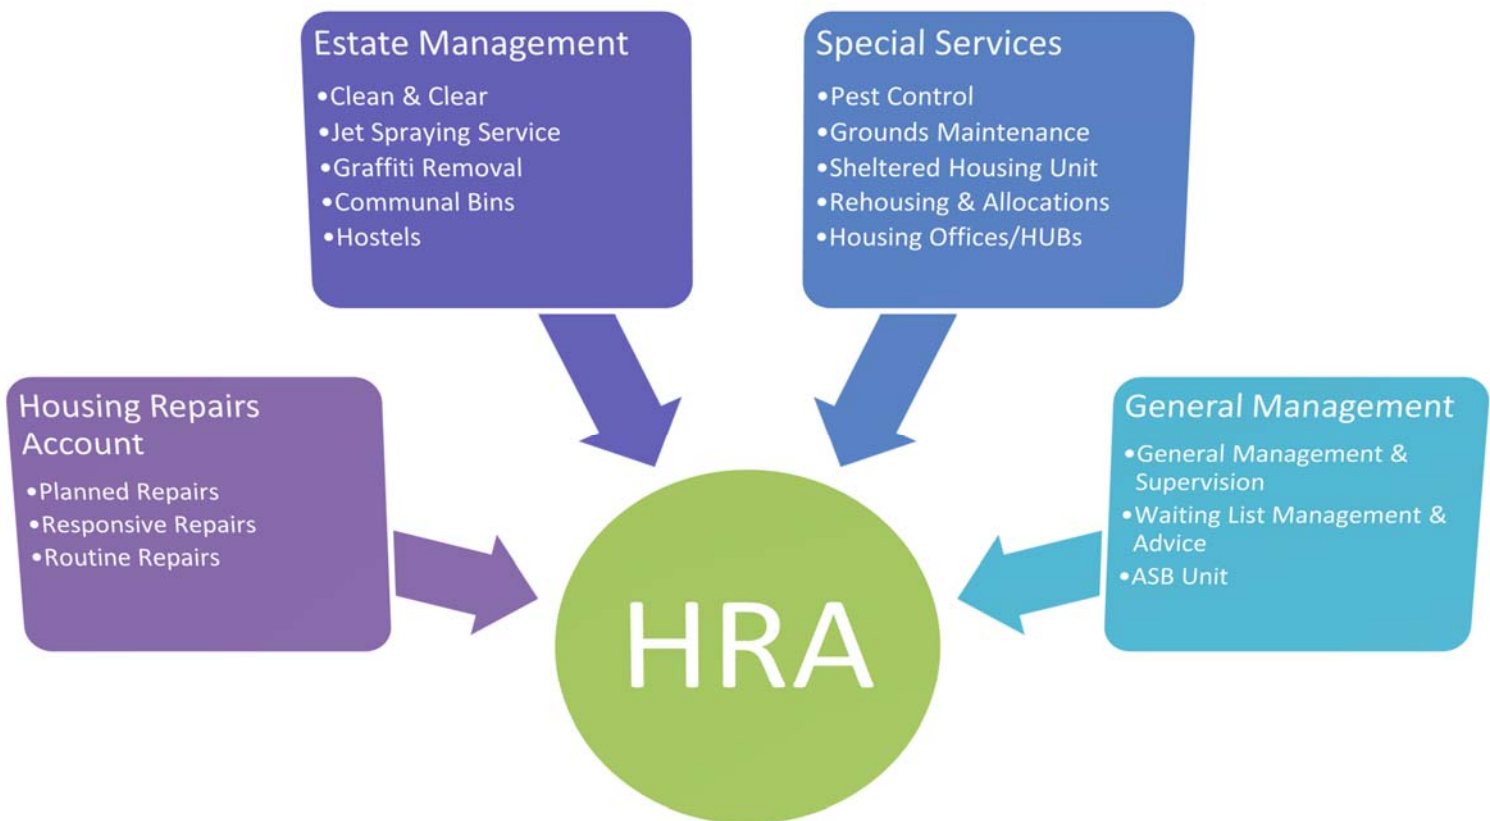 Estate Management
•Clean & Clear
•Jet Spraying Service
•Graffiti Removal
•Communal Bins
•Hostels
Special Services
•Pest Control
•Grounds Maintenance
•Sheltered Housing Unit
•Rehousing & Allocations
•Housing Offices/HUBs
Housing Repairs
Account
•Planned Repairs
•Responsive Repairs
•Routine Repairs
General Management
•General Management &
Supervision
•Waiting List Management &
Advice
•ASB Unit
HRA